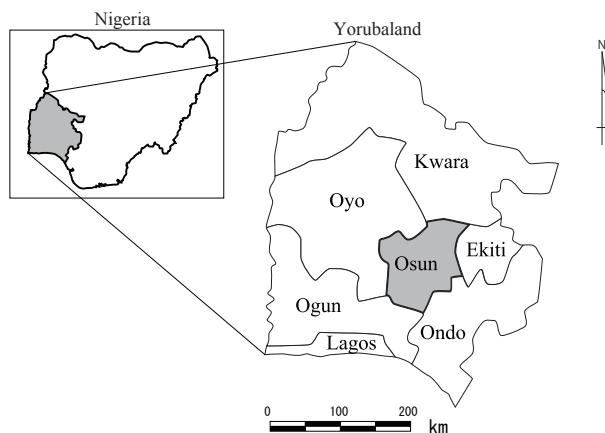 Nigeria
Yorubaland
N
Kwara
Oyo
Osun
Ekiti
Ogun
Ondo
Lagos
0 100 200
km